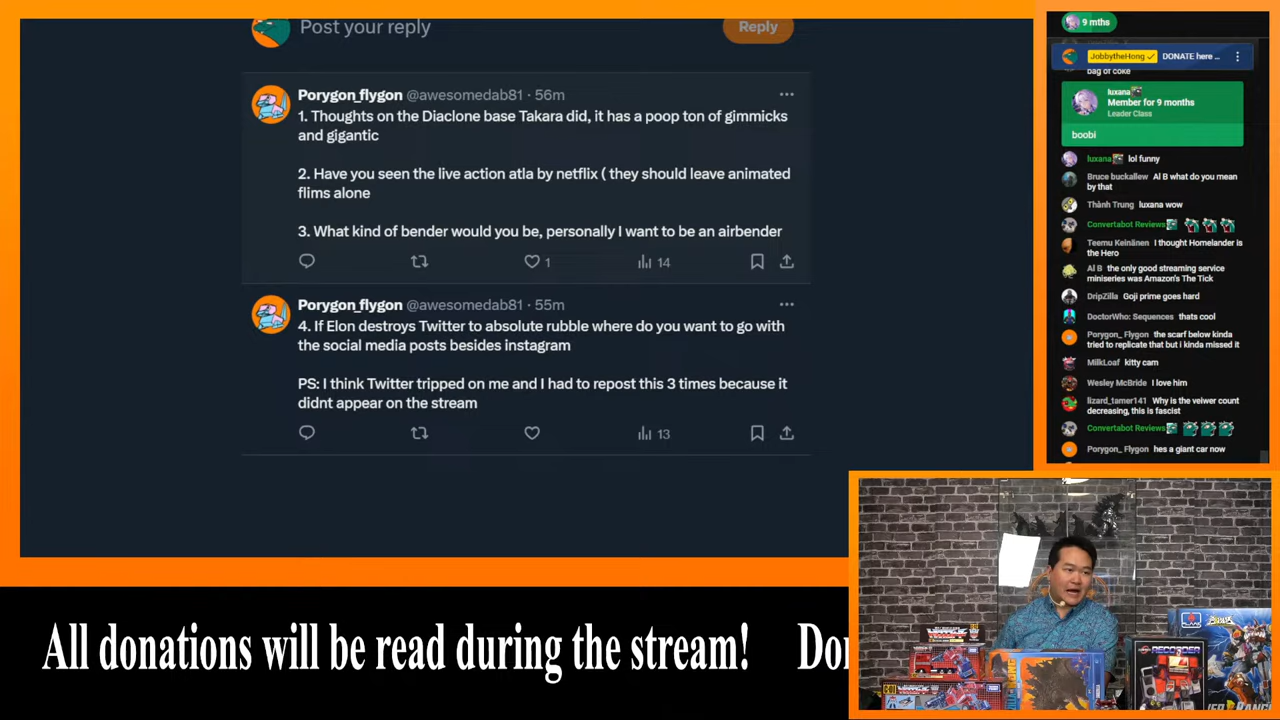 Post your reply
Reply
Porygon_flygon @awesomedab81 · 56m
1. Thoughts on the Diaclone base Takara did, it has a poop ton of gimmicks
and gigantic
2. Have you seen the live action atla by netflix ( they should leave animated
flims alone
3. What kind of bender would you be, personally I want to be an airbender
1
14
Porygon_flygon @awesomedab81 · 55m
4. If Elon destroys Twitter to absolute rubble where do you want to go with
the social media posts besides instagram
PS: I think Twitter tripped on me and I had to repost this 3 times because it
didnt appear on the stream
13
9 mths
JobbytheHong DONATE here ...
bag of coke
luxana
Member for 9 months
Leader Class
boobi
luxana lol funny
Bruce buckallew Al B what do you mean
by that
Thành Trung luxana wow
Convertabot Reviews
Teemu Keinänen I thought Homelander is
the Hero
Al B the only good streaming service
miniseries was Amazon's The Tick
DripZilla Goji prime goes hard
DoctorWho: Sequences thats cool
Porygon_ Flygon the scarf below kinda
tried to replicate that but i kinda missed it
MilkLoaf kitty cam
Wesley McBride I love him
lizard_tamer141 Why is the veiwer count
decreasing, this is fascist
Convertabot Reviews
Porygon_ Flygon hes a giant car now
RECORDER
All donations will be read during the stream! Don